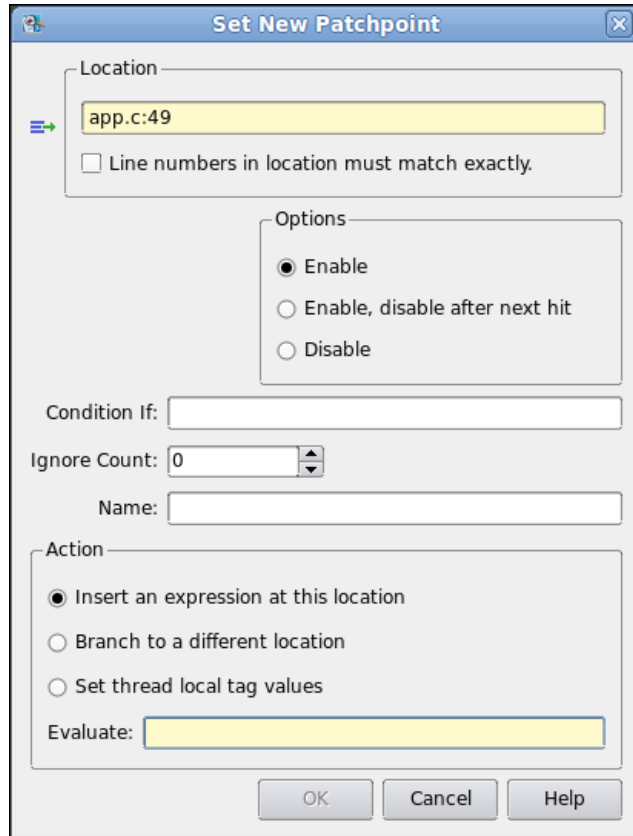 Set New Patchpoint
Location
app.c:49
Line numbers in location must match exactly.
Options
Enable
Enable, disable after next hit
Disable
Condition If:
Ignore Count: 0
Name:
Action
Insert an expression at this location
Branch to a different location
Set thread local tag values
Evaluate:
OK Cancel Help